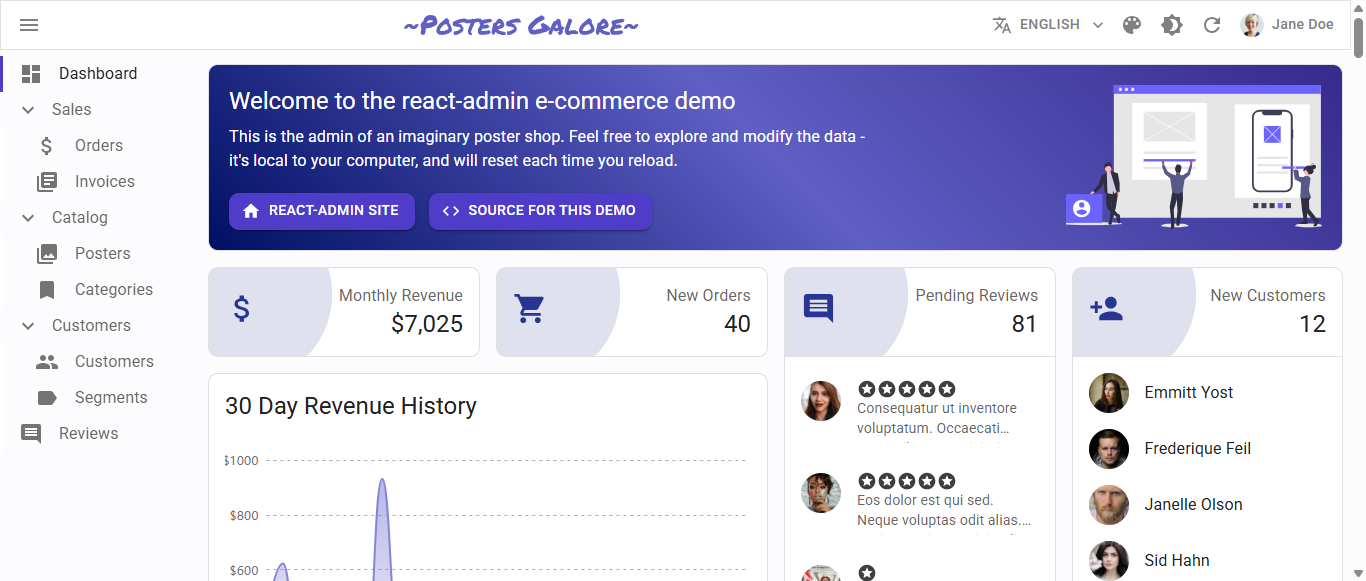 ~Posters Galore~
ENGLISH
Jane Doe
Dashboard
Sales
Orders
Invoices
Catalog
Posters
Categories
Customers
Customers
Segments
Reviews
Welcome to the react-admin e-commerce demo
This is the admin of an imaginary poster shop. Feel free to explore and modify the data -
it's local to your computer, and will reset each time you reload.
REACT-ADMIN SITE
SOURCE FOR THIS DEMO
Monthly Revenue
$7,025
New Orders
40
Pending Reviews
81
New Customers
12
30 Day Revenue History
$1000
$800
$600
Consequatur ut inventore
voluptatum. Occaecati…
Eos dolor est qui sed.
Neque voluptas odit alias.…
Emmitt Yost
Frederique Feil
Janelle Olson
Sid Hahn